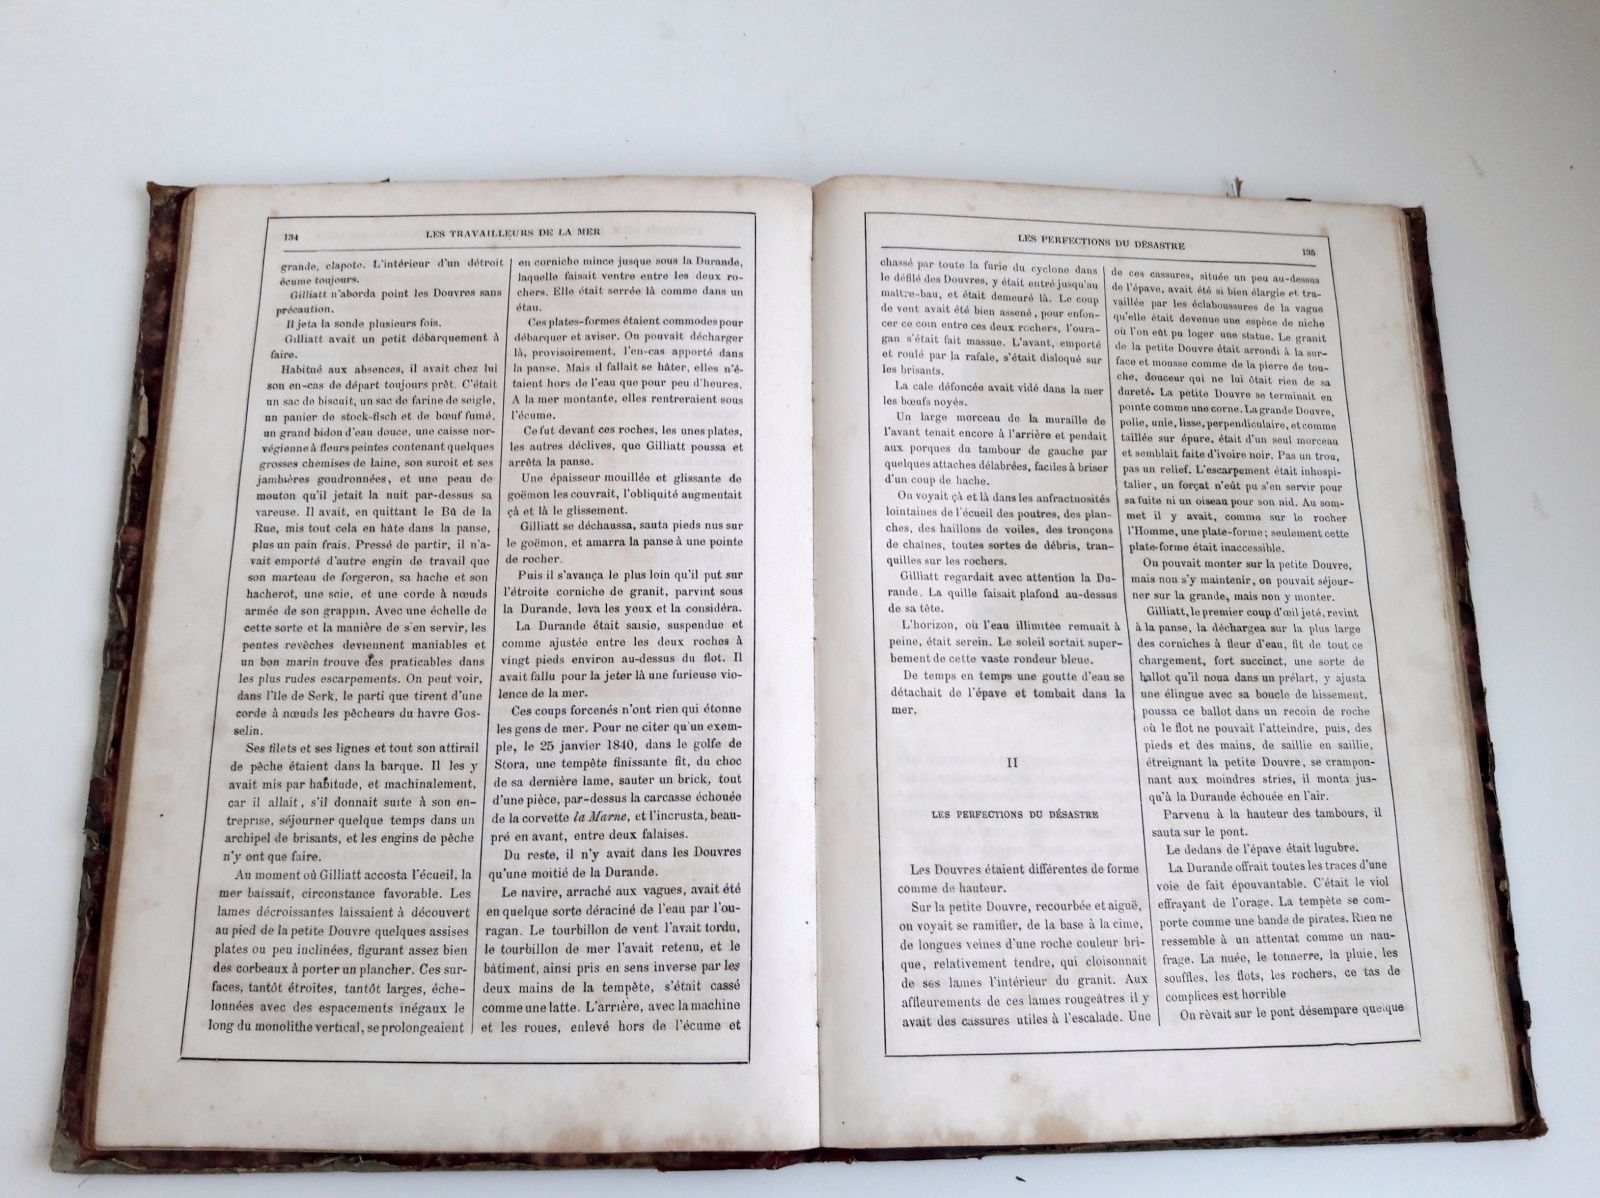 134
LES TRAVAILLEURS DE LA MER
grande, clapote. L'intérieur d'un détroit
écume toujours.
Gilliatt n'aborda point les Douvres sans
précaution.
Il jeta la sonde plusieurs fois.
Gilliatt avait un petit débarquement à
faire.
Habitué aux absences, il avait chez lui
son en-cas de départ toujours prêt. C'était
un sac de biscuit, un sac de farine de seigle,
un panier de stock-fisch et de bœuf fumé,
un grand bidon d'eau douce, une caisse nor-
végienne à fleurs peintes contenant quelques
grosses chemises de laine, son suroit et ses
jambières goudronnées, et une peau de
mouton qu'il jetait la nuit par-dessus sa
vareuse. Il avait, en quittant le Bû de la
Rue, mis tout cela en hâte dans la panse,
plus un pain frais. Pressé de partir, il n'a-
vait emporté d'autre engin de travail que
son marteau de forgeron, sa hache et son
hacherot, une scie, et une corde à nœuds
armée de son grappin. Avec une échelle de
cette sorte et la manière de s'en servir, les
pentes revêches deviennent maniables et
un bon marin trouve des praticables dans
les plus rudes escarpements. On peut voir,
dans l'île de Serk, le parti que tirent d'une
corde à nœuds les pêcheurs du havre Gos-
selin.
Ses filets et ses lignes et tout son attirail
de pêche étaient dans la barque. Il les y
avait mis par habitude, et machinalement,
car il allait, s'il donnait suite à son en-
treprise, séjourner quelque temps dans un
archipel de brisants, et les engins de pêche
n'y ont que faire.
Au moment où Gilliatt accosta l'écueil, la
mer baissait, circonstance favorable. Les
lames décroissantes laissaient à découvert
au pied de la petite Douvre quelques assises
plates ou peu inclinées, figurant assez bien
des corbeaux à porter un plancher. Ces sur-
faces, tantôt étroites, tantôt larges, éche-
lonnées avec des espacements inégaux le
long du monolithe vertical, se prolongeaient
en corniche mince jusque sous la Durande,
laquelle faisait ventre entre les deux ro-
chers. Elle était serrée là comme dans un
étau.
Ces plates-formes étaient commodes pour
débarquer et aviser. On pouvait décharger
là, provisoirement, l'en-cas apporté dans
la panse. Mais il fallait se hâter, elles n'é-
taient hors de l'eau que pour peu d'heures.
A la mer montante, elles rentreraient sous
l'écume.
Ce fut devant ces roches, les unes plates,
les autres déclives, que Gilliatt poussa et
arrêta la panse.
Une épaisseur mouillée et glissante de
goëmon les couvrait, l'obliquité augmentait
çà et là le glissement.
Gilliatt se déchaussa, sauta pieds nus sur
le goëmon, et amarra la panse à une pointe
de rocher.
Puis il s'avança le plus loin qu'il put sur
l'étroite corniche de granit, parvint sous
la Durande, leva les yeux et la considéra.
La Durande était saisie, suspendue et
comme ajustée entre les deux roches à
vingt pieds environ au-dessus du flot. Il
avait fallu pour la jeter là une furieuse vio-
lence de la mer.
Ces coups forcenés n'ont rien qui étonne
les gens de mer. Pour ne citer qu'un exem-
ple, le 25 janvier 1840, dans le golfe de
Stora, une tempête finissante fit, du choc
de sa dernière lame, sauter un brick, tout
d'une pièce, par-dessus la carcasse échouée
de la corvette la Marne, et l'incrusta, beau-
pré en avant, entre deux falaises.
Du reste, il n'y avait dans les Douvres
qu'une moitié de la Durande.
Le navire, arraché aux vagues, avait été
en quelque sorte déraciné de l'eau par l'ou-
ragan. Le tourbillon de vent l'avait tordu,
le tourbillon de mer l'avait retenu, et le
bâtiment, ainsi pris en sens inverse par les
deux mains de la tempête, s'était cassé
comme une latte. L'arrière, avec la machine
et les roues, enlevé hors de l'écume et
LES PERFECTIONS DU DÉSASTRE
135
chassé par toute la furie du cyclone dans
le défilé des Douvres, y était entré jusqu'au
maître-bau, et était demeuré là. Le coup
de vent avait été bien assené, pour enfon-
cer ce coin entre ces deux rochers, l'oura-
gan s'était fait massue. L'avant, emporté
et roulé par la rafale, s'était disloqué sur
les brisants.
La cale défoncée avait vidé dans la mer
les bœufs noyés.
Un large morceau de la muraille de
l'avant tenait encore à l'arrière et pendait
aux porques du tambour de gauche par
quelques attaches délabrées, faciles à briser
d'un coup de hache.
On voyait çà et là dans les anfractuosités
lointaines de l'écueil des poutres, des plan-
ches, des haillons de voiles, des tronçons
de chaînes, toutes sortes de débris, tran-
quilles sur les rochers.
Gilliatt regardait avec attention la Du-
rande. La quille faisait plafond au-dessus
de sa tête.
L'horizon, où l'eau illimitée remuait à
peine, était serein. Le soleil sortait super-
bement de cette vaste rondeur bleue.
De temps en temps une goutte d'eau se
détachait de l'épave et tombait dans la
mer.
II
LES PERFECTIONS DU DÉSASTRE
Les Douvres étaient différentes de forme
comme de hauteur.
Sur la petite Douvre, recourbée et aiguë,
on voyait se ramifier, de la base à la cime,
de longues veines d'une roche couleur bri-
que, relativement tendre, qui cloisonnait
de ses lames l'intérieur du granit. Aux
affleurements de ces lames rougeâtres il y
avait des cassures utiles à l'escalade. Une
de ces cassures, située un peu au-dessus
de l'épave, avait été si bien élargie et tra-
vaillée par les éclaboussures de la vague
qu'elle était devenue une espèce de niche
où l'on eût pu loger une statue. Le granit
de la petite Douvre était arrondi à la sur-
face et mousse comme de la pierre de tou-
che, douceur qui ne lui ôtait rien de sa
dureté. La petite Douvre se terminait en
pointe comme une corne. La grande Douvre,
polie, unie, lisse, perpendiculaire, et comme
taillée sur épure, était d'un seul morceau
et semblait faite d'ivoire noir. Pas un trou,
pas un relief. L'escarpement était inhospi-
talier, un forçat n'eût pu s'en servir pour
sa fuite ni un oiseau pour son nid. Au som-
met il y avait, comme sur le rocher
l'Homme, une plate-forme; seulement cette
plate-forme était inaccessible.
On pouvait monter sur la petite Douvre,
mais non s'y maintenir, on pouvait séjour-
ner sur la grande, mais non y monter.
Gilliatt, le premier coup d'œil jeté, revint
à la panse, la déchargea sur la plus large
des corniches à fleur d'eau, fit de tout ce
chargement, fort succinct, une sorte de
ballot qu'il noua dans un prélart, y ajusta
une élingue avec sa boucle de hissement,
poussa ce ballot dans un recoin de roche
où le flot ne pouvait l'atteindre, puis, des
pieds et des mains, de saillie en saillie,
étreignant la petite Douvre, se crampon-
nant aux moindres stries, il monta jus-
qu'à la Durande échouée en l'air.
Parvenu à la hauteur des tambours, il
sauta sur le pont.
Le dedans de l'épave était lugubre.
La Durande offrait toutes les traces d'une
voie de fait épouvantable. C'était le viol
effrayant de l'orage. La tempête se com-
porte comme une bande de pirates. Rien ne
ressemble à un attentat comme un nau-
frage. La nuée, le tonnerre, la pluie, les
souffles, les flots, les rochers, ce tas de
complices est horrible
On rêvait sur le pont désemparé quelque